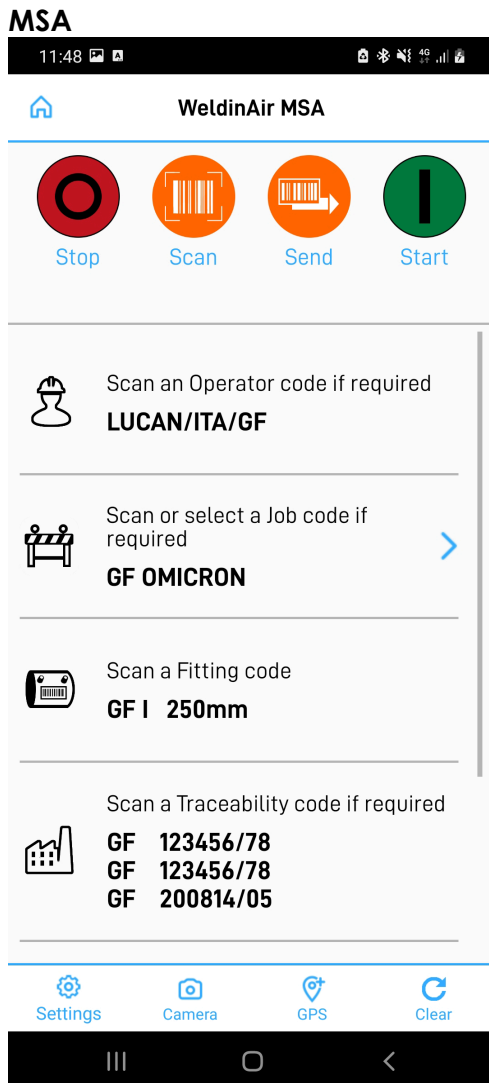 MSA
11:48
4G
WeldinAir MSA
Stop Scan Send Start
Scan an Operator code if required
LUCAN/ITA/GF
Scan or select a Job code if
required
GF OMICRON
Scan a Fitting code
GF I 250mm
Scan a Traceability code if required
GF 123456/78
GF 123456/78
GF 200814/05
Settings Camera GPS Clear